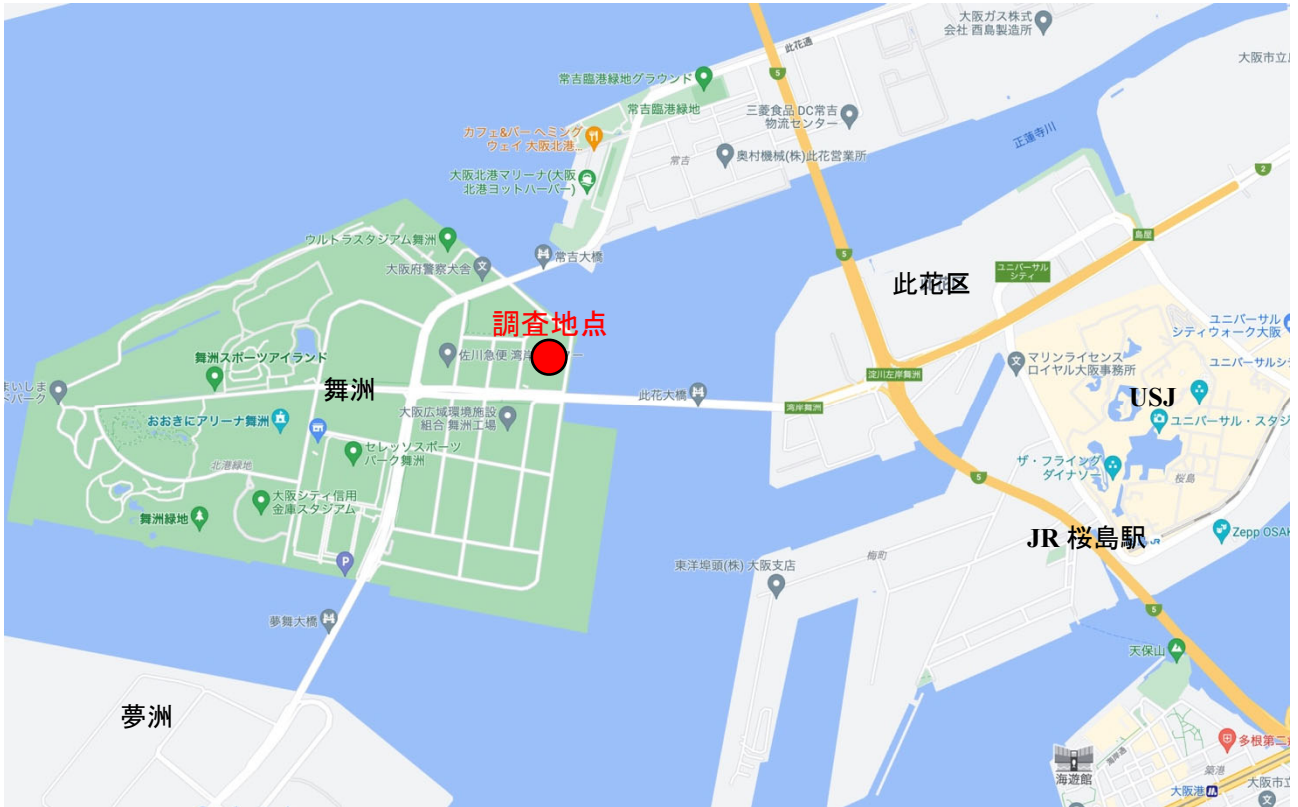 大阪ガス株式
会社 酉島製造所
此花通
大阪市立
5
常吉臨港緑地グラウンド
常吉臨港緑地
三菱食品 DC常吉
物流センター
カフェ&バー ヘミング
ウェイ 大阪北港...
常吉
奥村機械(株)此花営業所
正蓮寺川
大阪北港マリーナ(大阪
北港ヨットハーバー)
2
ウルトラスタジアム舞洲
常吉大橋
5
島屋
大阪府警察犬舎
ユニバーサル
シティ
此花区
調査地点
ユニバーサル
シティウォーク大阪
佐川急便 湾岸
舞洲スポーツアイランド
マリンライセンス
ロイヤル大阪事務所
ユニバーサルシ
淀川左岸舞洲
まいしま
舞洲
此花大橋
湾岸舞洲
USJ
おおきにアリーナ舞洲
大阪広域環境施設
組合 舞洲工場
ユニバーサル・スタジ
セレッソスポーツ
パーク舞洲
北港緑地
ザ・フライング
ダイナソー
5
桜島
大阪シティ信用
金庫スタジアム
舞洲緑地
JR 桜島駅
JR
Zepp OSAK
P
東洋埠頭(株) 大阪支店
梅町
夢舞大橋
5
天保山
夢洲
多根第二
海岸通
海遊館
築港
大阪港
大阪市立